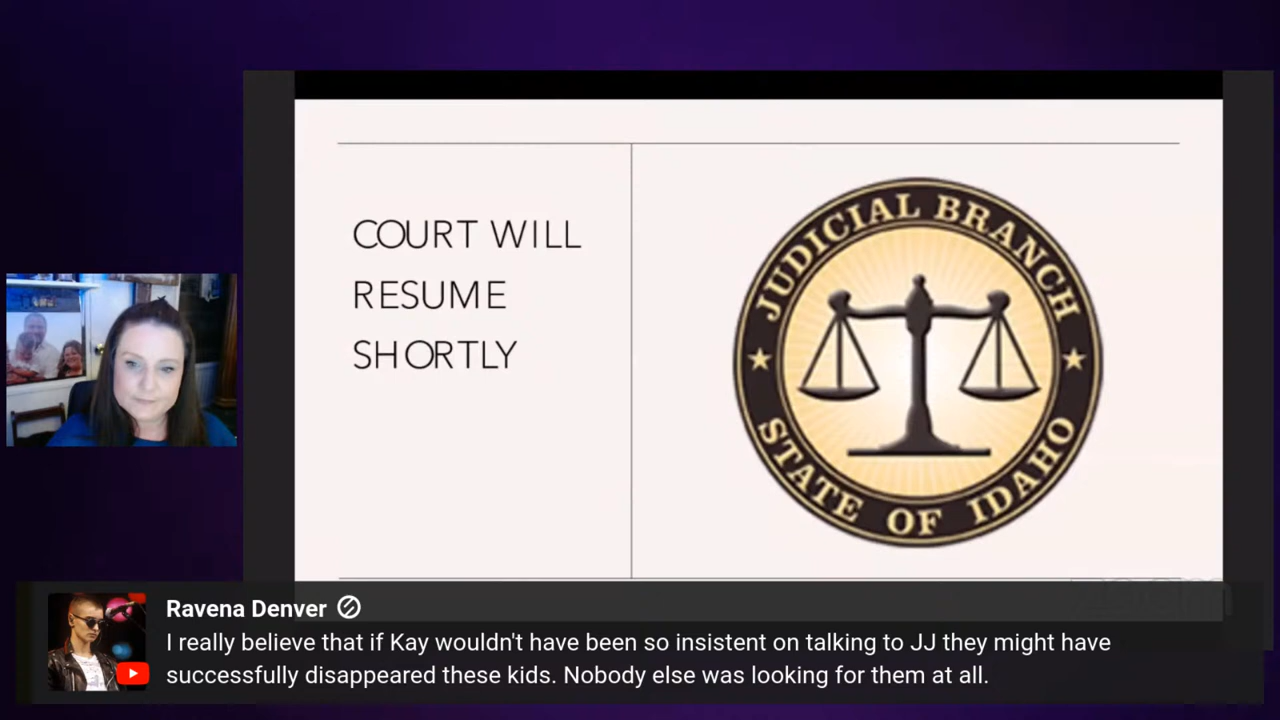 COURT WILL
RESUME
SHORTLY
JUDICIAL BRANCH
STATE OF IDAHO
Ravena Denver
I really believe that if Kay wouldn't have been so insistent on talking to JJ they might have
successfully disappeared these kids. Nobody else was looking for them at all.